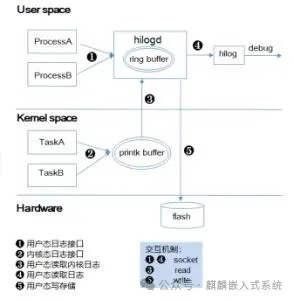 User space
ProcessA
ProcessB
❶
hilogd
ring buffer
❹
hilog
debug
❸
Kernel space
TaskA
TaskB
❷
printk buffer
❺
Hardware
flash
❶ 用户态日志接口
❷ 内核态日志接口
❸ 用户态读取内核日志
❹ 用户态读取日志
❺ 用户态写存储
交互机制：
❶ ❹ socket
❸ read
❺ write
公众号 · 麒麟嵌入式系统